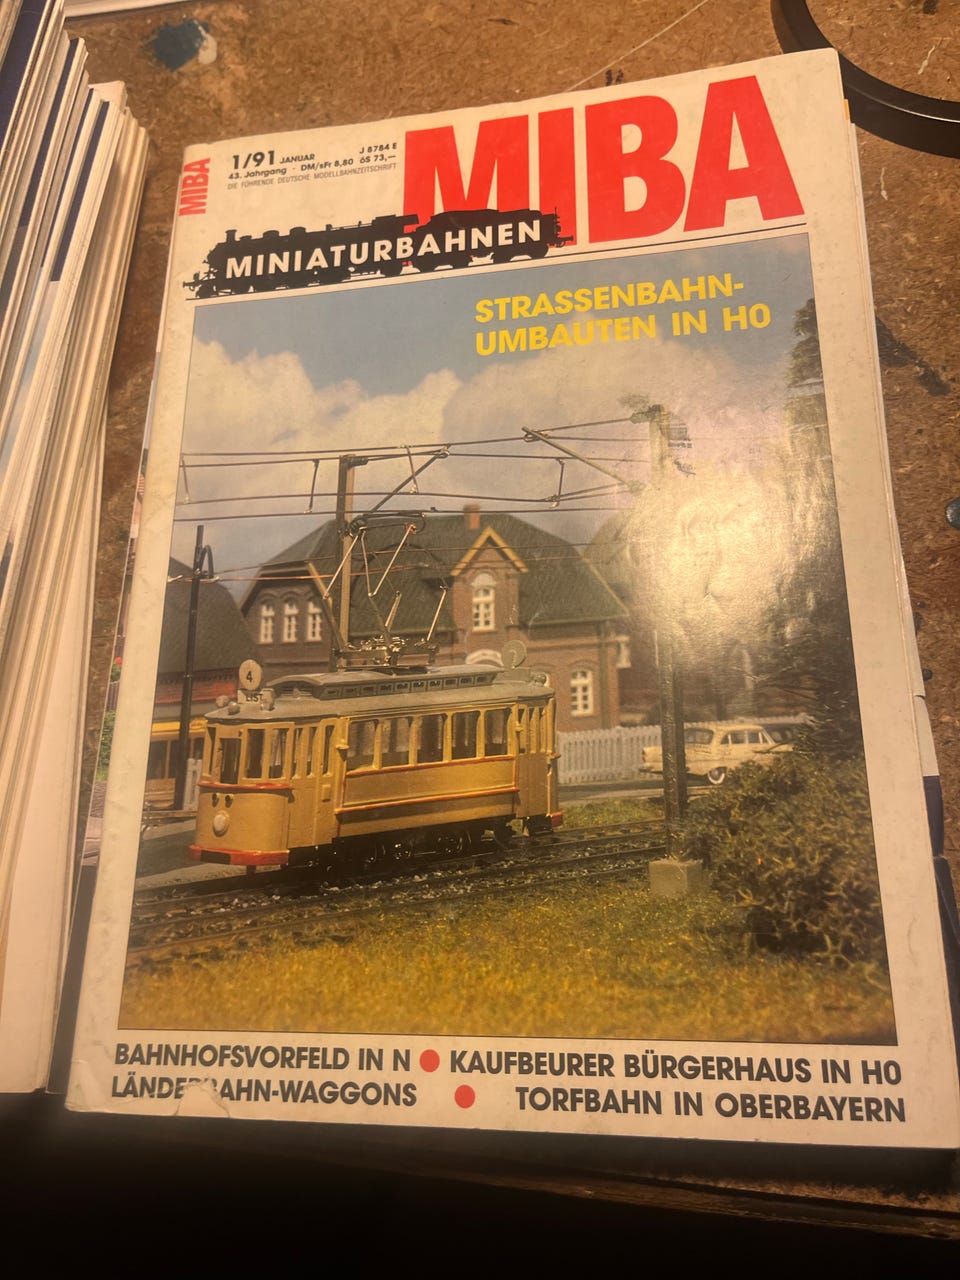 MIBA
1/91 JANUAR J 8784 E
43. Jahrgang · DM/sFr 8,80 öS 73,—
DIE FÜHRENDE DEUTSCHE MODELLBAHNZEITSCHRIFT
MIBA
MINIATURBAHNEN
STRASSENBAHN-
UMBAUTEN IN H0
4
BAHNHOFSVORFELD IN N ● KAUFBEURER BÜRGERHAUS IN H0
LÄNDERBAHN-WAGGONS ● TORFBAHN IN OBERBAYERN